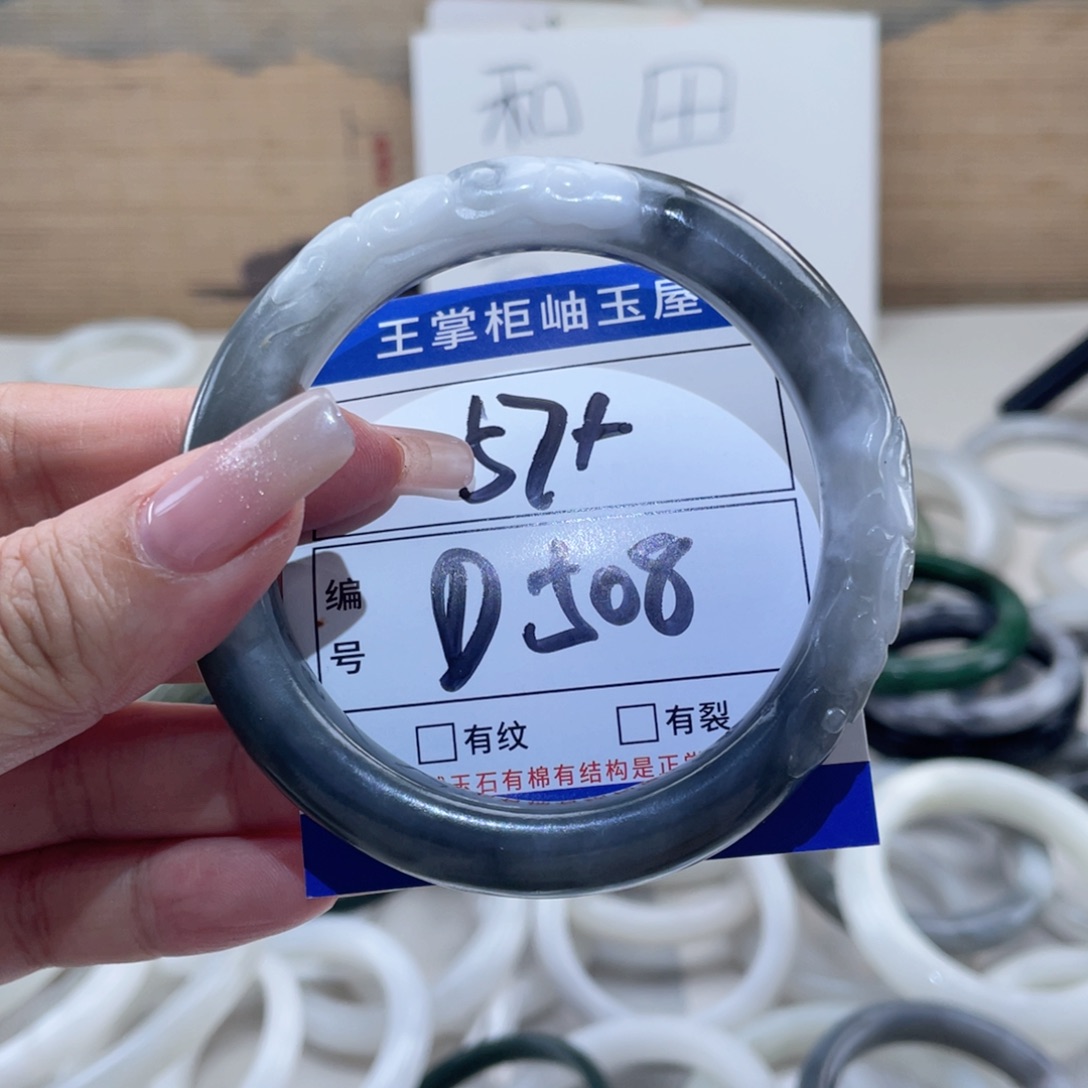 和田
王掌柜岫玉屋
57+
编号
D508
□有纹 □有裂
玉石有棉有结构是正常